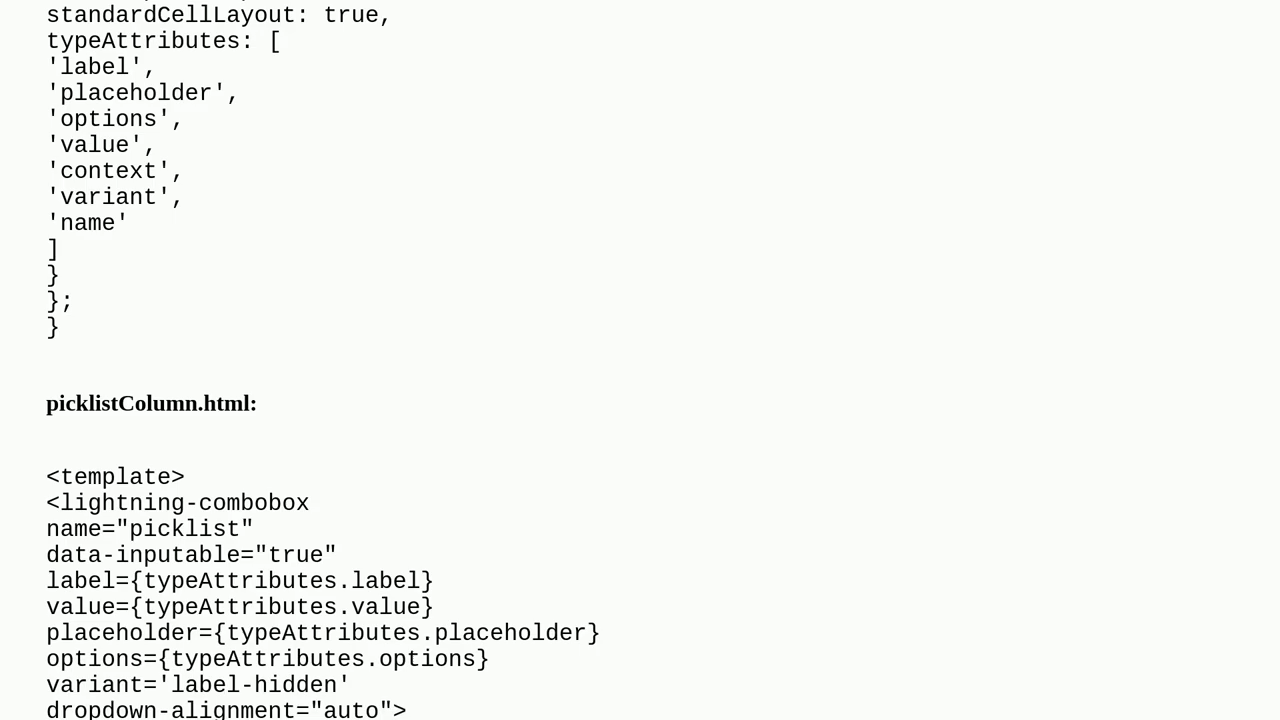 standardCellLayout: true,
typeAttributes: [
'label',
'placeholder',
'options',
'value',
'context',
'variant',
'name'
]
}
};
}
picklistColumn.html:
<template>
<lightning-combobox
name="picklist"
data-inputable="true"
label={typeAttributes.label}
value={typeAttributes.value}
placeholder={typeAttributes.placeholder}
options={typeAttributes.options}
variant='label-hidden'
dropdown-alignment="auto">